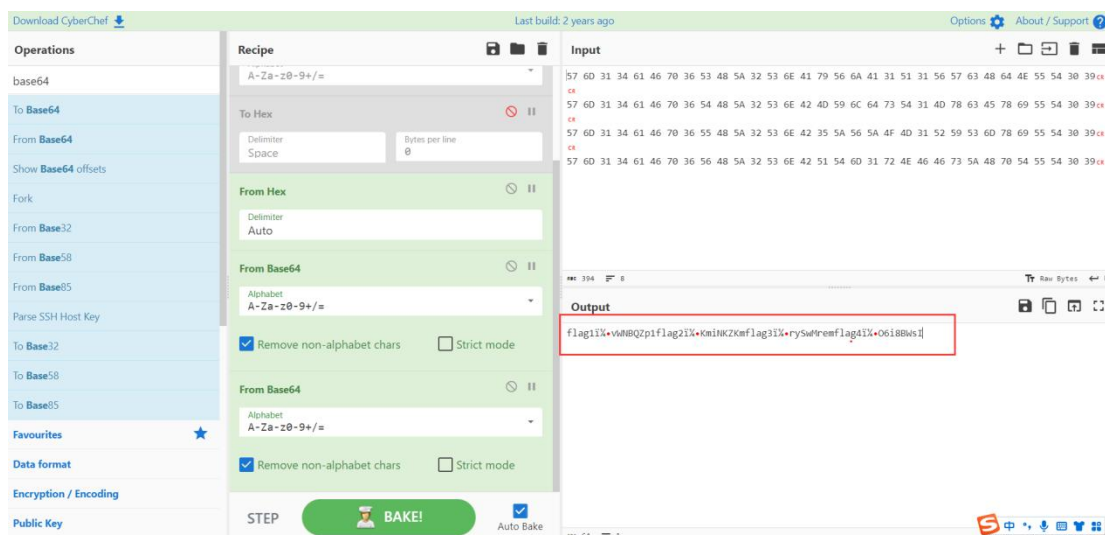 Download CyberChef
Last build: 2 years ago
Options
About / Support
Operations
Recipe
Input
base64
A-Za-z0-9+/=
57 6D 31 34 61 46 70 36 53 48 5A 32 53 6E 41 79 56 6A 41 31 51 31 56 57 63 48 64 4E 55 54 30 39
57 6D 31 34 61 46 70 36 54 48 5A 32 53 6E 42 4D 59 6C 64 73 54 31 4D 78 63 45 78 69 55 54 30 39
57 6D 31 34 61 46 70 36 55 48 5A 32 53 6E 42 35 5A 56 5A 4F 4D 31 52 59 53 6D 78 69 55 54 30 39
57 6D 31 34 61 46 70 36 56 48 5A 32 53 6E 42 51 54 6D 31 72 4E 46 46 73 5A 48 70 54 55 54 30 39
To Base64
From Base64
Show Base64 offsets
Fork
From Base32
From Base58
From Base85
Parse SSH Host Key
To Base32
To Base58
To Base85
Favourites
Data format
Encryption / Encoding
Public Key
To Hex
Delimiter
Space
Bytes per line
0
From Hex
Delimiter
Auto
From Base64
Alphabet
A-Za-z0-9+/=
Remove non-alphabet chars
Strict mode
From Base64
Alphabet
A-Za-z0-9+/=
Remove non-alphabet chars
Strict mode
STEP
BAKE!
Auto Bake
394
8
Raw Bytes
Output
flag1ï¼•vWNBQZp1flag2ï¼•KmiNKZKmflag3ï¼•rySwMremflag4ï¼•O6i8BWsI
中